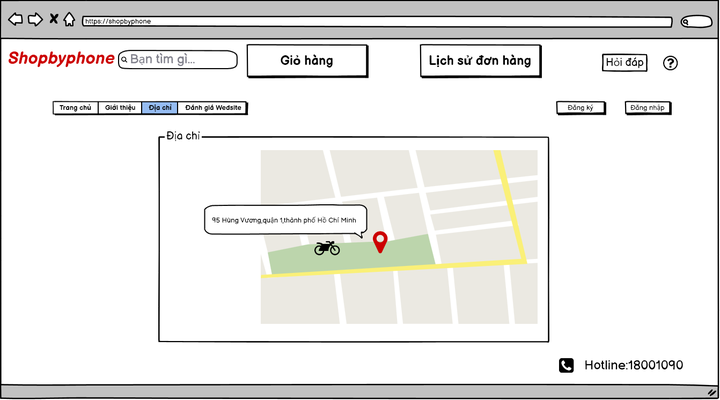 https://shopbyphone
Shopbyphone
Bạn tìm gì...
Giỏ hàng
Lịch sử đơn hàng
Hỏi đáp
?
Trang chủ
Giới thiệu
Địa chỉ
Đánh giá Wedsite
Đăng ký
Đăng nhập
Địa chỉ
95 Hùng Vương,quận 1,thành phố Hồ Chí Minh
Hotline:18001090